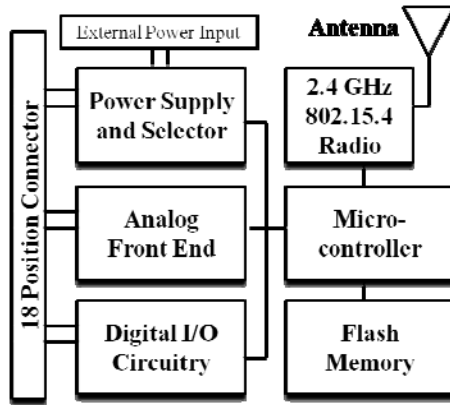 External Power Input
Antenna
18 Position Connector
Power Supply
and Selector
2.4 GHz
802.15.4
Radio
Analog
Front End
Micro-
controller
Digital I/O
Circuitry
Flash
Memory